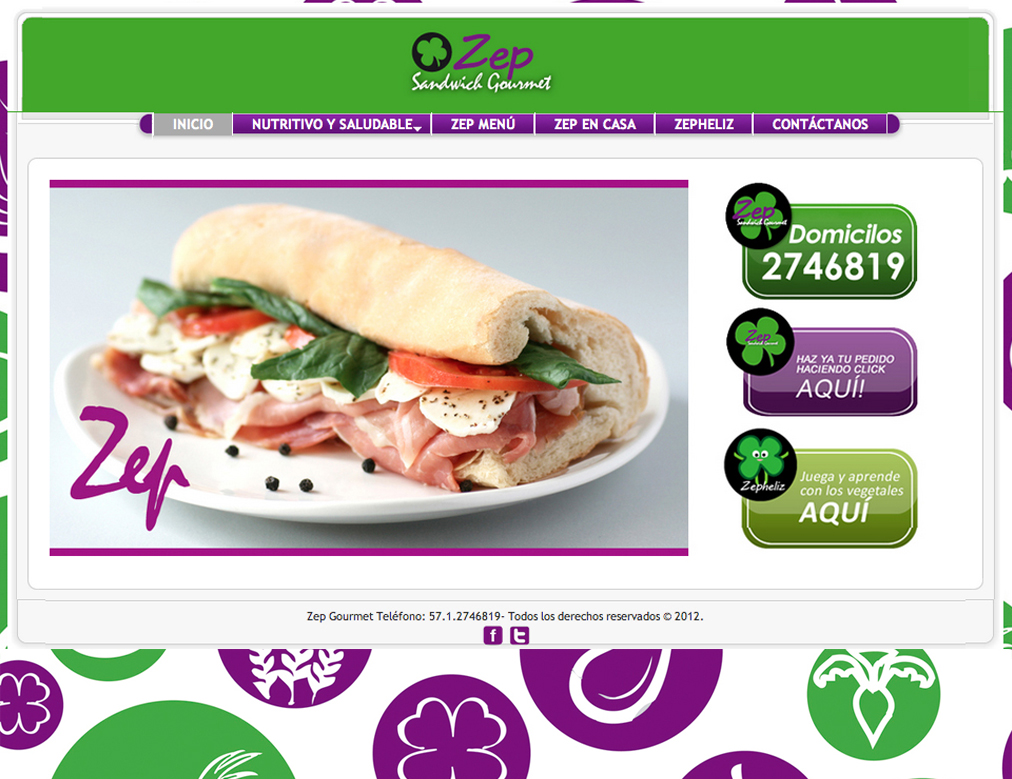 Zep
Sandwich Gourmet
INICIO
NUTRITIVO Y SALUDABLE
ZEP MENÚ
ZEP EN CASA
ZEPHELIZ
CONTÁCTANOS
Zep
Zep
Sandwich Gourmet
Domicilos
2746819
Zep
Sandwich Gourmet
HAZ YA TU PEDIDO
HACIENDO CLICK
AQUÍ!
Zepheliz
Juega y aprende
con los vegetales
AQUÍ
Zep Gourmet Teléfono: 57.1.2746819- Todos los derechos reservados © 2012.
f t